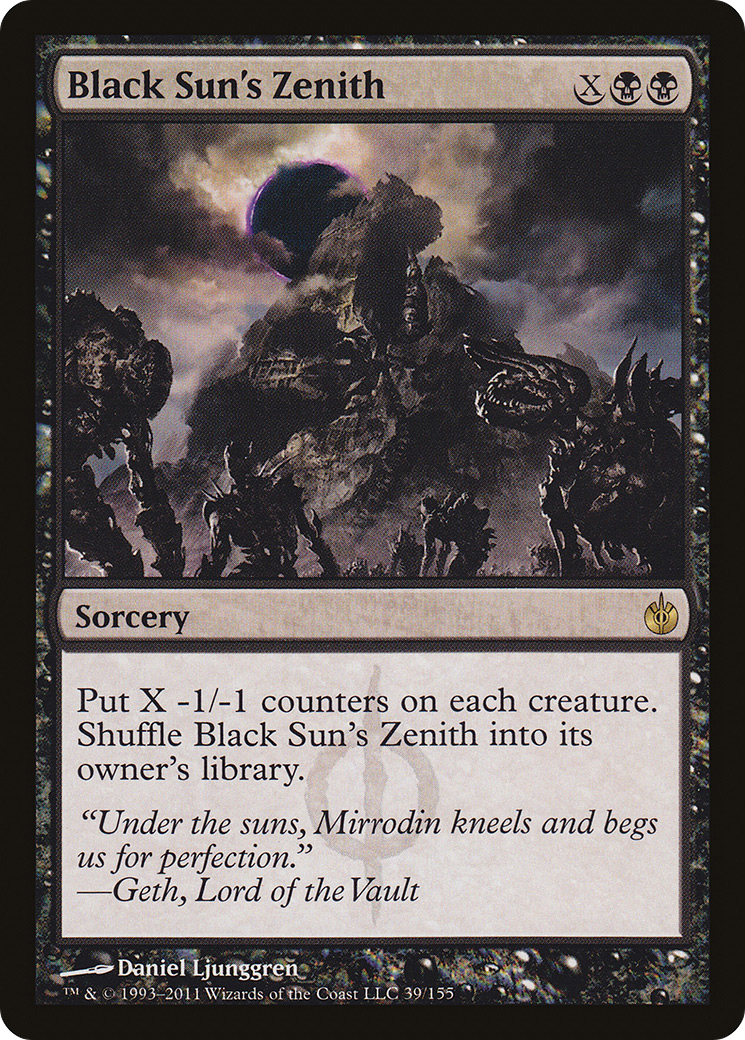 Black Sun's Zenith X
Sorcery
Put X -1/-1 counters on each creature.
Shuffle Black Sun's Zenith into its
owner's library.
“Under the suns, Mirrodin kneels and begs
us for perfection.”
—Geth, Lord of the Vault
Daniel Ljunggren
™ & © 1993–2011 Wizards of the Coast LLC 39/155